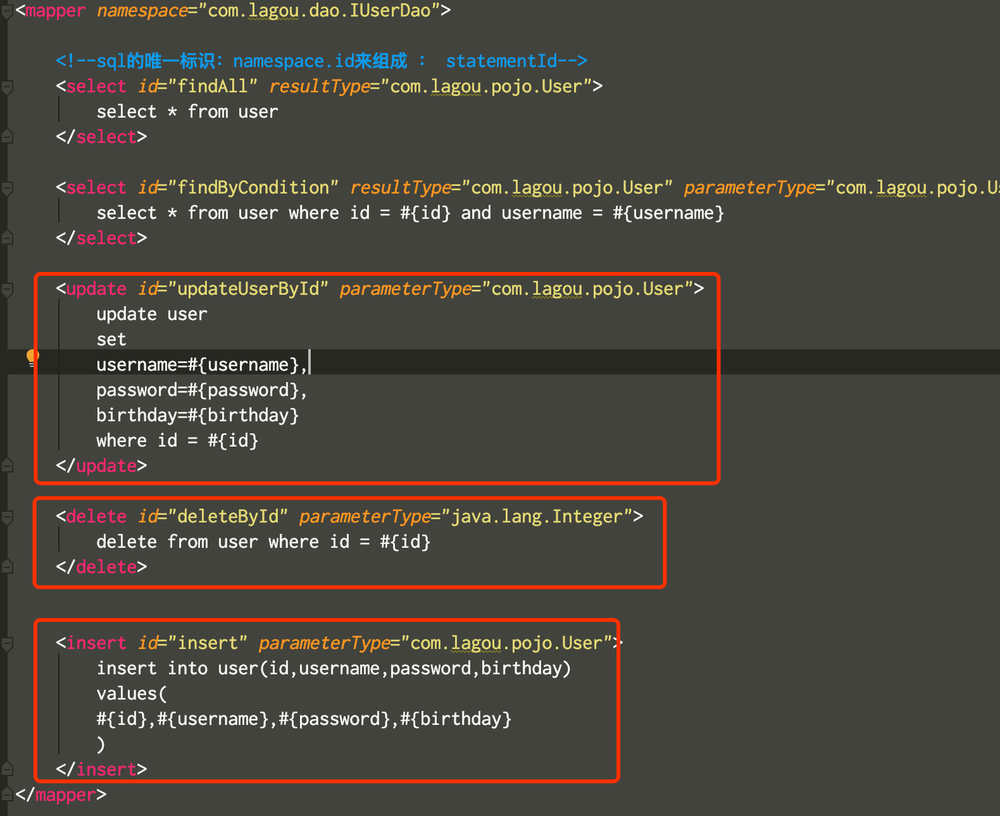 <mapper namespace="com.lagou.dao.IUserDao">
<!--sql的唯一标识：namespace.id来组成 ： statementId-->
<select id="findAll" resultType="com.lagou.pojo.User">
select * from user
</select>
<select id="findByCondition" resultType="com.lagou.pojo.User" parameterType="com.lagou.pojo.Us
select * from user where id = #{id} and username = #{username}
</select>
<update id="updateUserById" parameterType="com.lagou.pojo.User">
update user
set
username=#{username},
password=#{password},
birthday=#{birthday}
where id = #{id}
</update>
<delete id="deleteById" parameterType="java.lang.Integer">
delete from user where id = #{id}
</delete>
<insert id="insert" parameterType="com.lagou.pojo.User">
insert into user(id,username,password,birthday)
values(
#{id},#{username},#{password},#{birthday}
)
</insert>
</mapper>